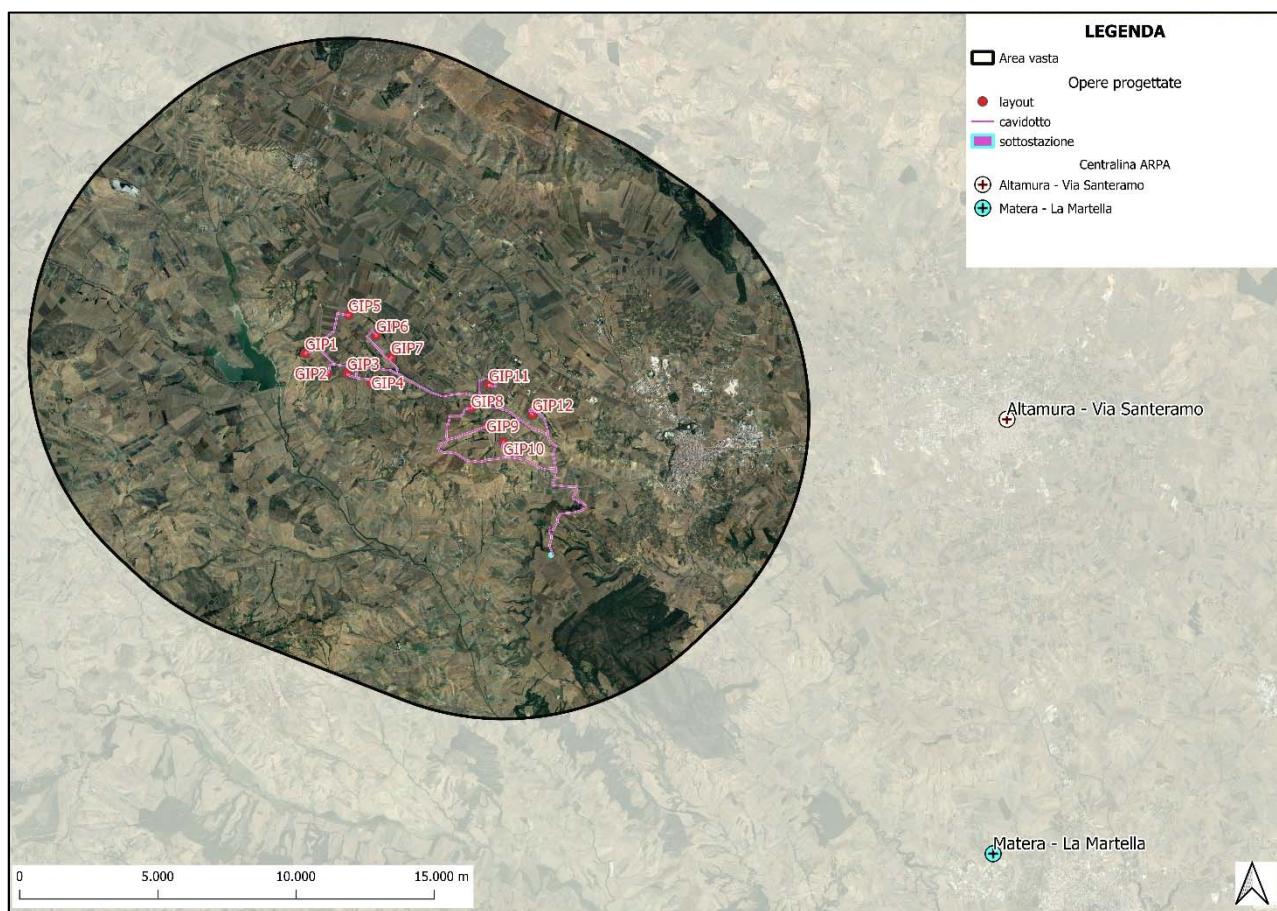 LEGENDA
Area vasta
Opere progettate
layout
cavidotto
sottostazione
Centralina ARPA
Altamura - Via Santeramo
Matera - La Martella
GIP5
GIP6
GIP1
GIP7
GIP3
GIP2
GIP4
GIP11
GIP8
GIP12
GIP9
GIP10
Altamura - Via Santeramo
Matera - La Martella
0 5.000 10.000 15.000 m